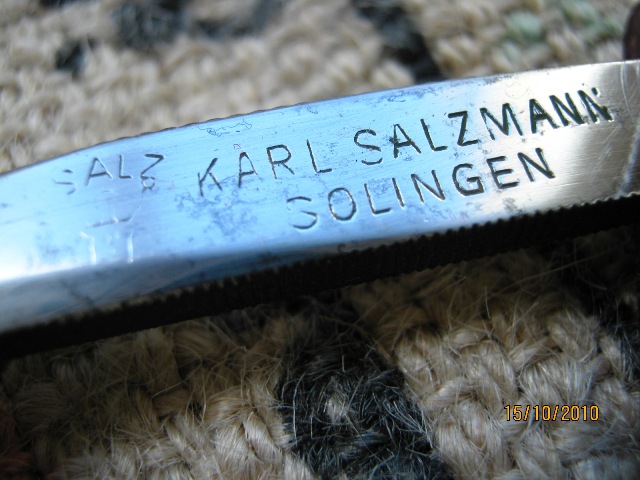 SALZ
KARL SALZMANN
SOLINGEN
15/10/2010